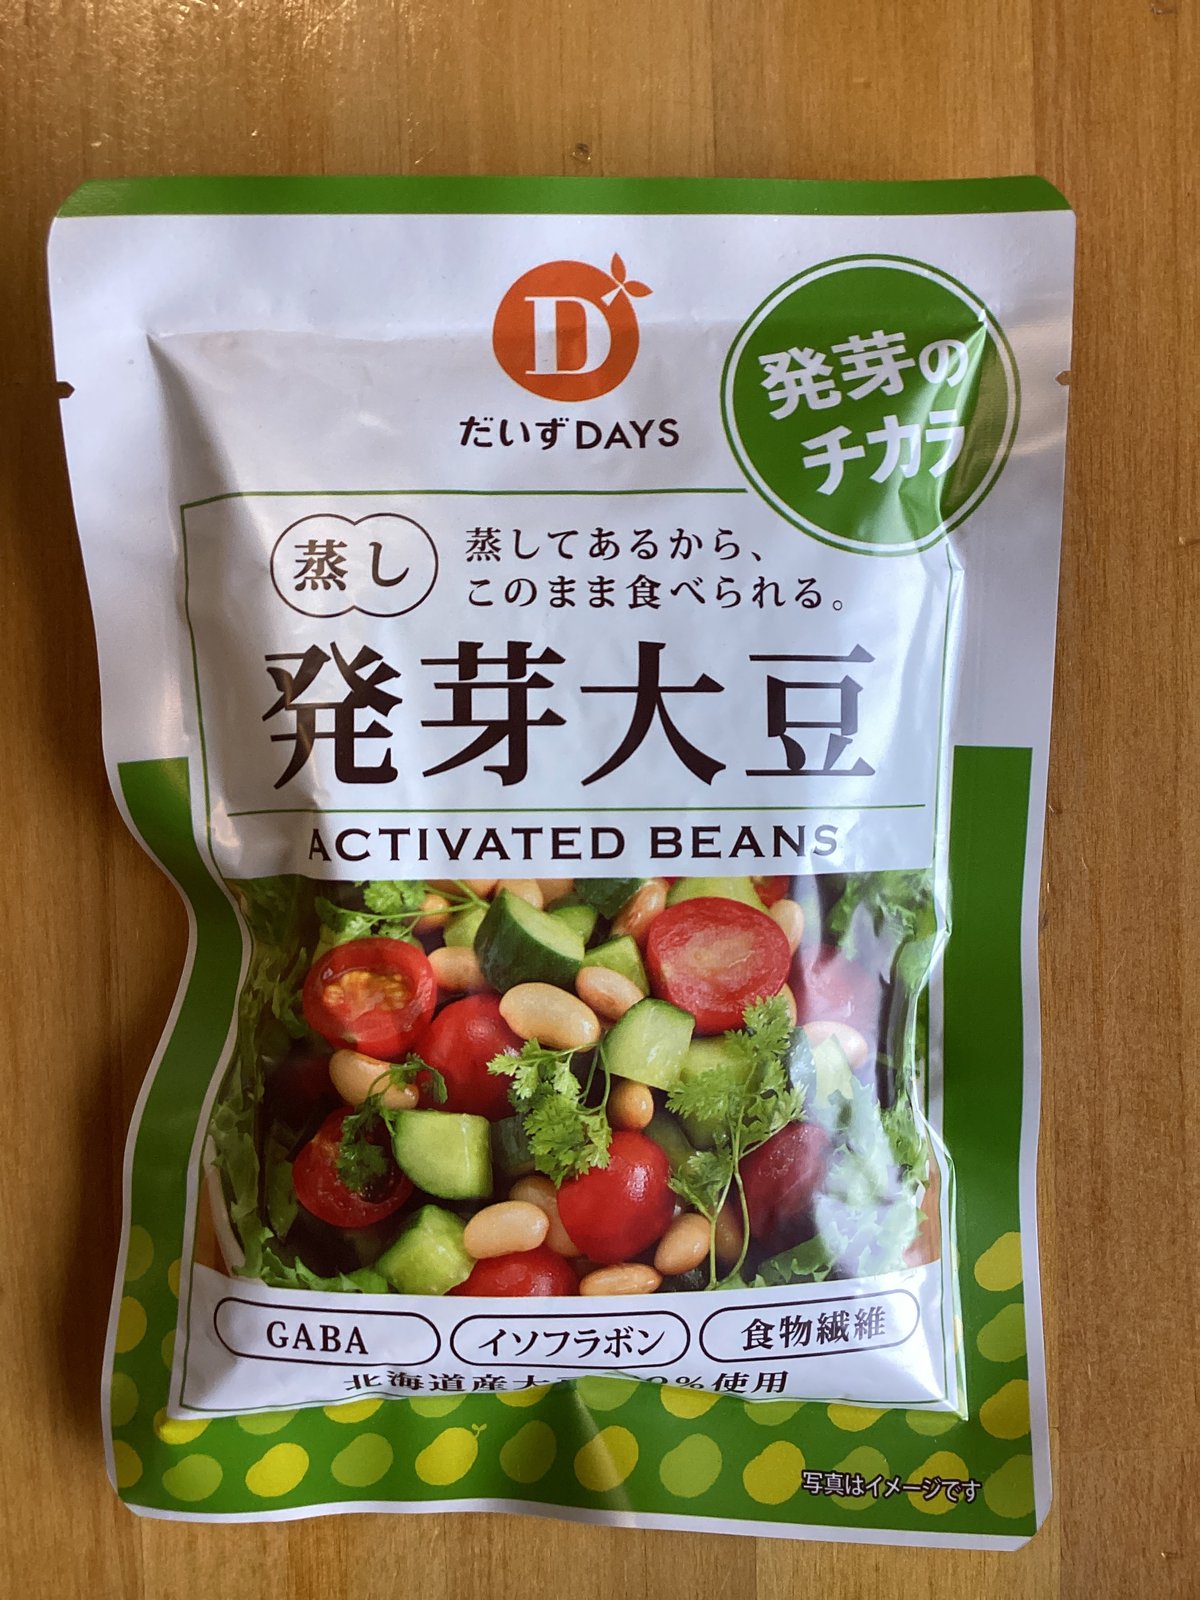 D
だいずDAYS
発芽の
チカラ
蒸し
蒸してあるから、
このまま食べられる。
発芽大豆
ACTIVATED BEANS
GABA
イソフラボン
食物繊維
北海道産大 %使用
写真はイメージです